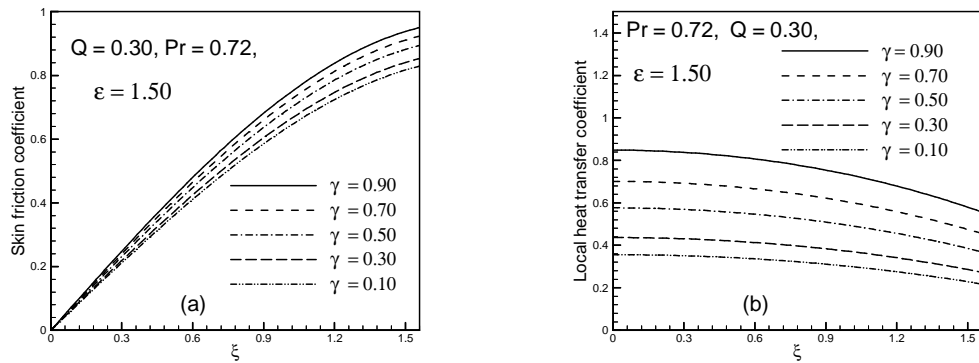 Skin friction coefficient
1
0.8
0.6
0.4
0.2
0
Q = 0.30, Pr = 0.72,
ε = 1.50
γ = 0.90
γ = 0.70
γ = 0.50
γ = 0.30
γ = 0.10
(a)
0 0.3 0.6 0.9 1.2 1.5
ξ
Local heat transfer coefficient
1.4
1.2
1
0.8
0.6
0.4
0.2
0
Pr = 0.72, Q = 0.30,
ε = 1.50
γ = 0.90
γ = 0.70
γ = 0.50
γ = 0.30
γ = 0.10
(b)
0 0.3 0.6 0.9 1.2 1.5
ξ